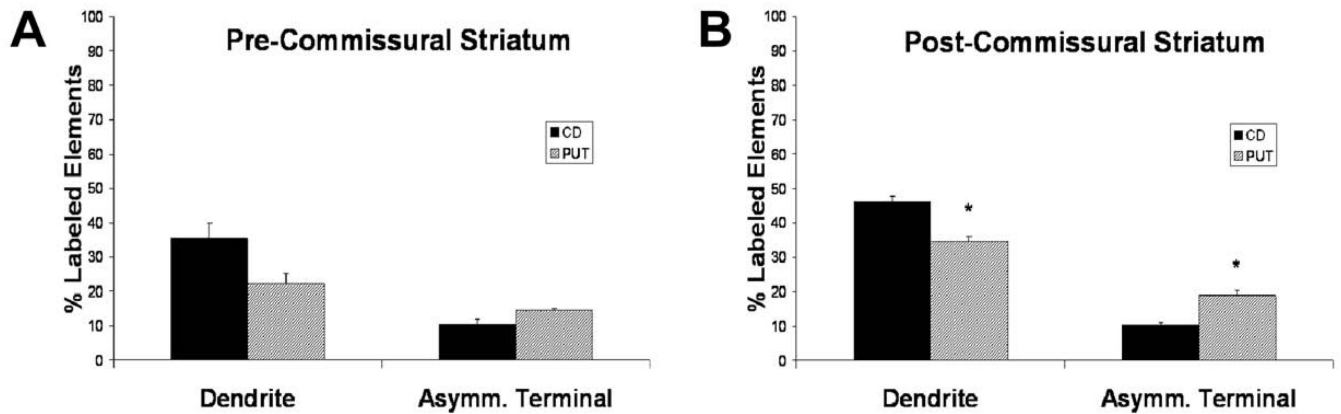 A
Pre-Commissural Striatum
% Labeled Elements
100
90
80
70
60
50
40
30
20
10
0
CD
PUT
Dendrite
Asymm. Terminal
B
Post-Commissural Striatum
% Labeled Elements
100
90
80
70
60
50
40
30
20
10
0
CD
PUT
*
*
Dendrite
Asymm. Terminal